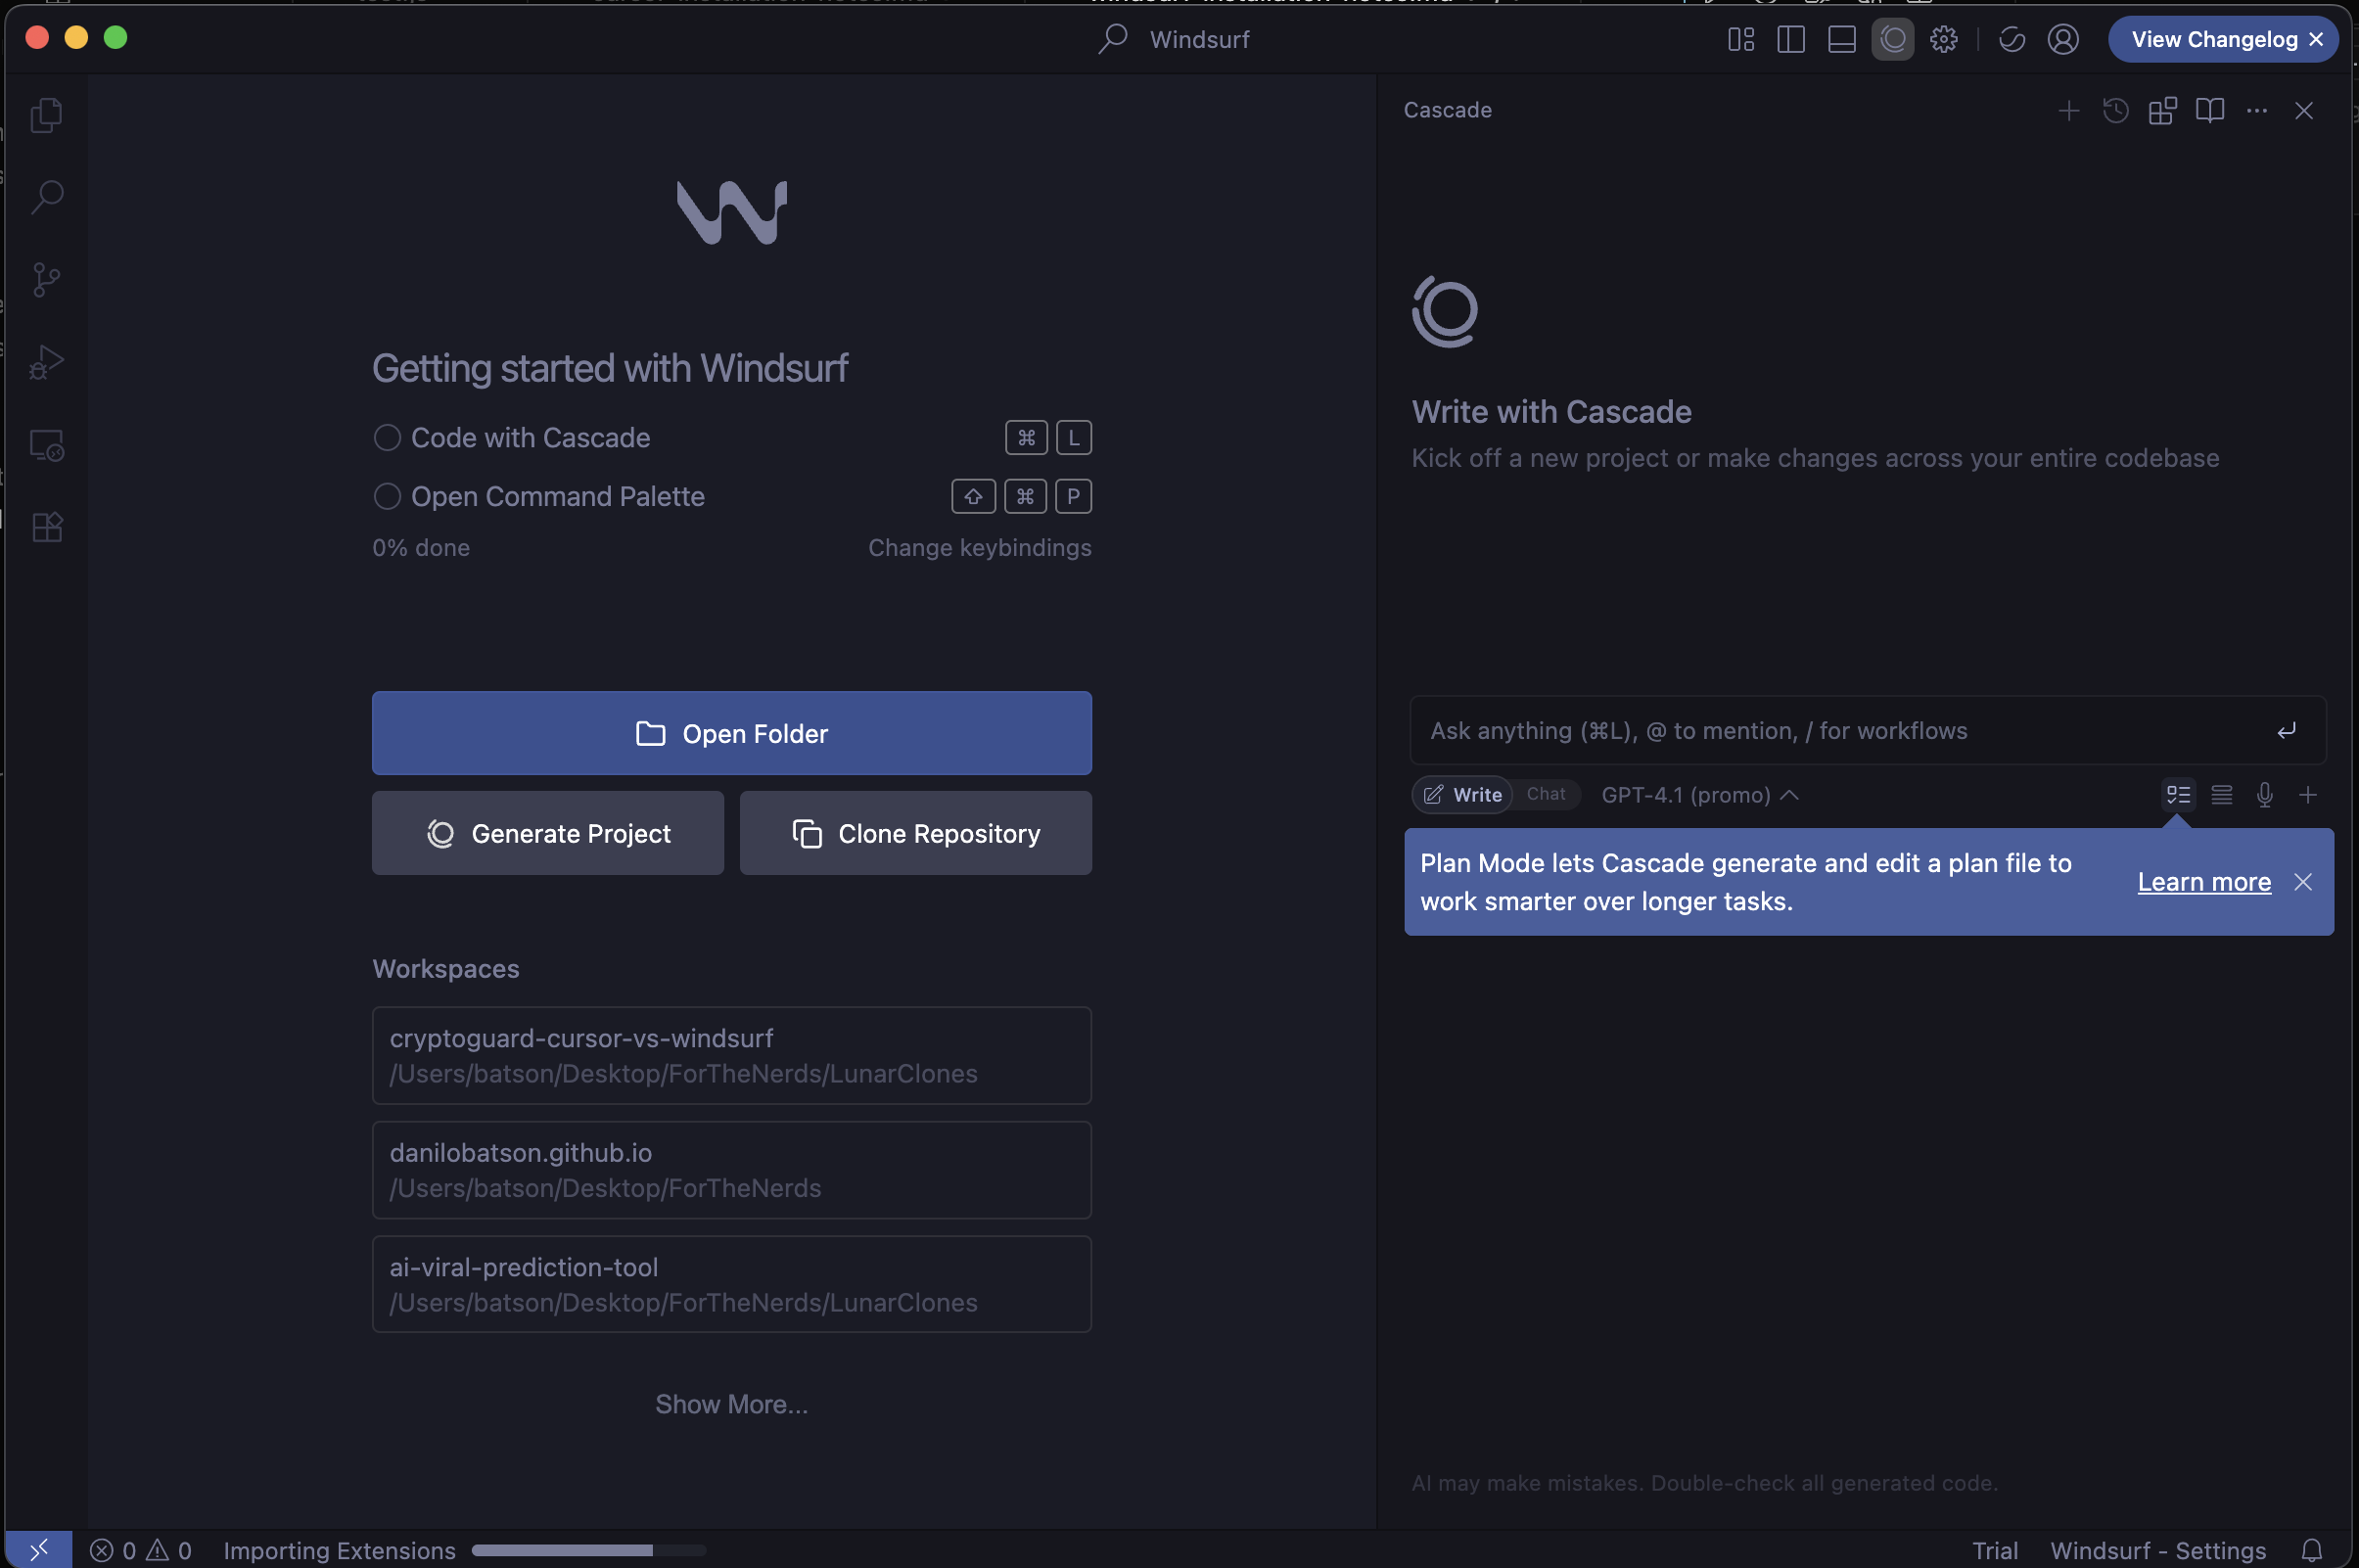 Windsurf
View Changelog
Cascade
Getting started with Windsurf
Code with Cascade ⌘ L
Open Command Palette ⌘ P
0% done Change keybindings
Open Folder
Generate Project
Clone Repository
Workspaces
cryptoguard-cursor-vs-windsurf
/Users/batson/Desktop/ForTheNerds/LunarClones
danilobatson.github.io
/Users/batson/Desktop/ForTheNerds
ai-viral-prediction-tool
/Users/batson/Desktop/ForTheNerds/LunarClones
Show More...
Write with Cascade
Kick off a new project or make changes across your entire codebase
Ask anything (⌘L), @ to mention, / for workflows
Write Chat GPT-4.1 (promo)
Plan Mode lets Cascade generate and edit a plan file to
work smarter over longer tasks.
Learn more
AI may make mistakes. Double-check all generated code.
0 0 Importing Extensions
Trial Windsurf - Settings